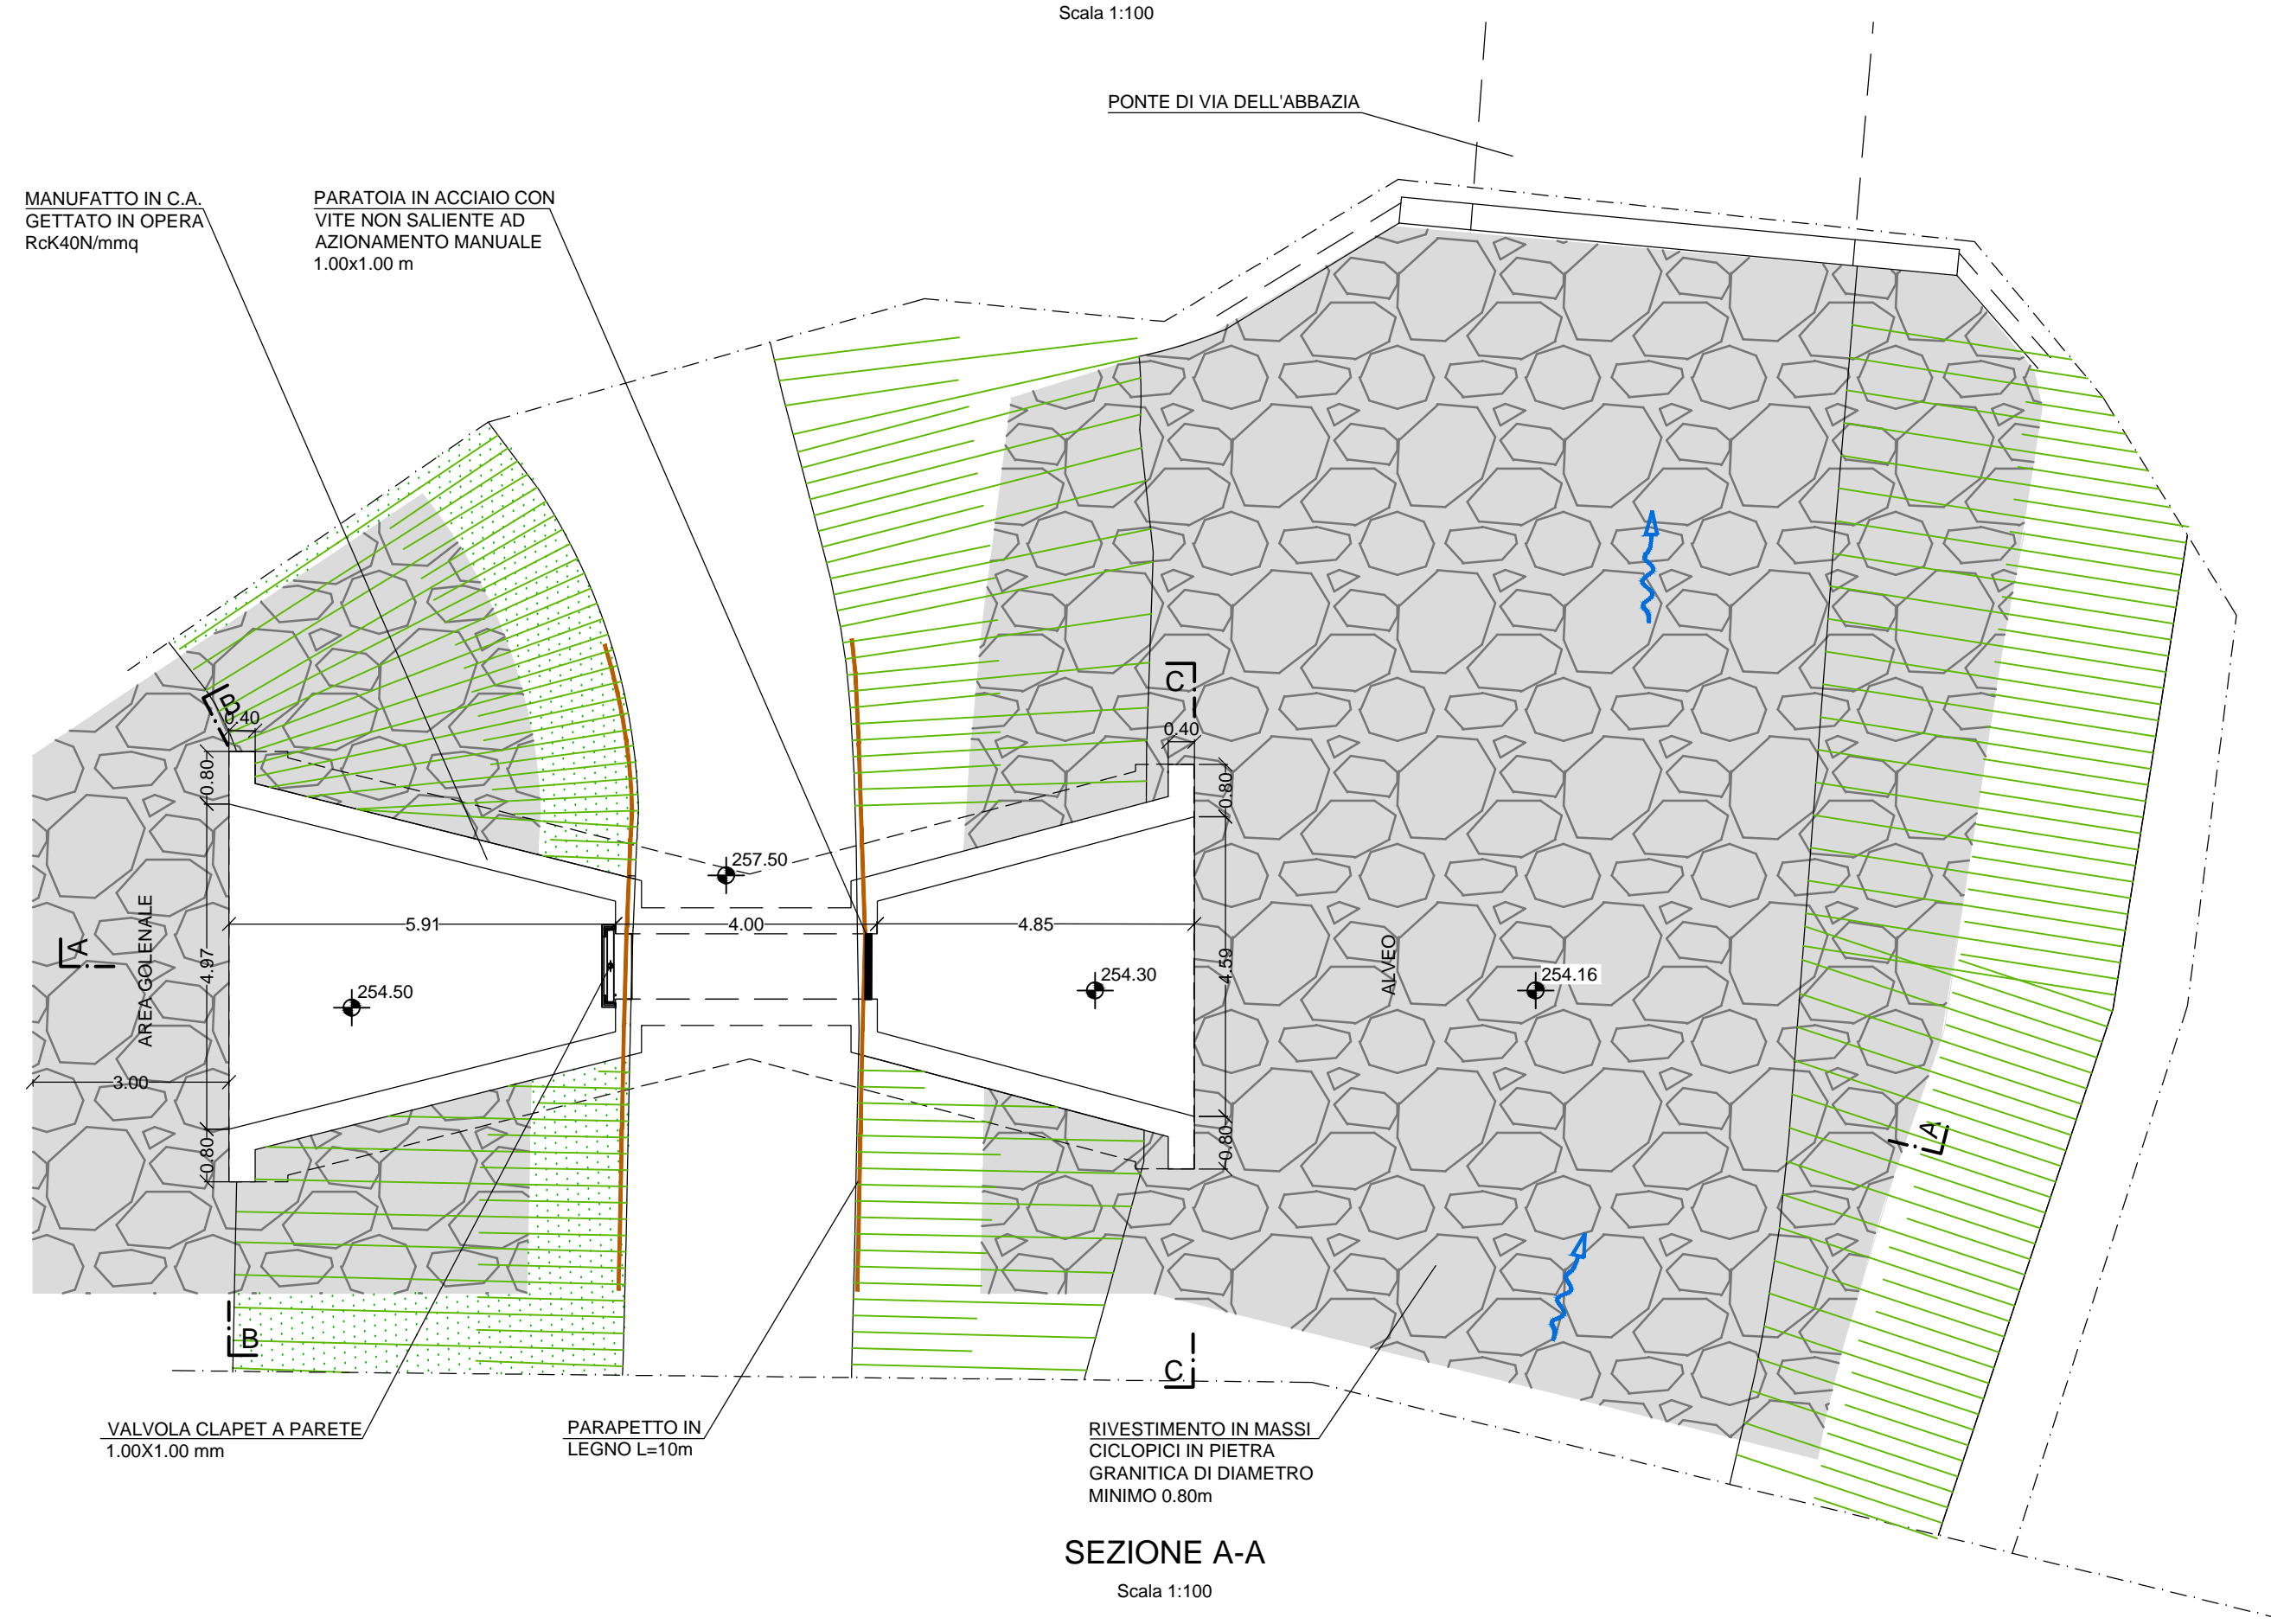 Scala 1:100
PONTE DI VIA DELL'ABBAZIA
MANUFATTO IN C.A.
GETTATO IN OPERA
RcK40N/mmq
PARATOIA IN ACCIAIO CON
VITE NON SALIENTE AD
AZIONAMENTO MANUALE
1.00x1.00 m
B
0.40
0.80
C
0.40
0.80
257.50
5.91
4.00
4.85
A
AREA GOLENALE
4.97
254.50
254.30
4.59
ALVEO
254.16
3.00
0.80
0.80
A
B
C
VALVOLA CLAPET A PARETE
1.00X1.00 mm
PARAPETTO IN
LEGNO L=10m
RIVESTIMENTO IN MASSI
CICLOPICI IN PIETRA
GRANITICA DI DIAMETRO
MINIMO 0.80m
SEZIONE A-A
Scala 1:100